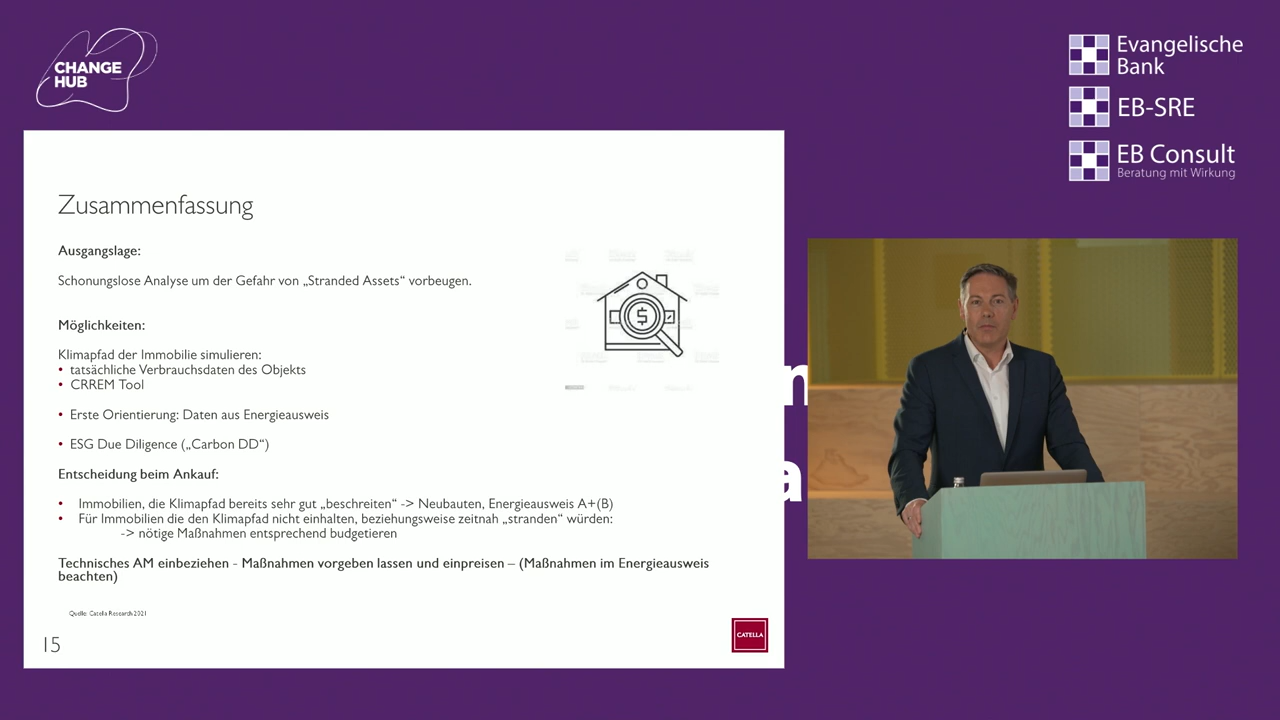 CHANGE
HUB
Evangelische
Bank
EB-SRE
EB Consult
Beratung mit Wirkung
Zusammenfassung
Ausgangslage:
Schonungslose Analyse um der Gefahr von „Stranded Assets“ vorbeugen.
Möglichkeiten:
Klimapfad der Immobilie simulieren:
• tatsächliche Verbrauchsdaten des Objekts
• CRREM Tool
• Erste Orientierung: Daten aus Energieausweis
• ESG Due Diligence („Carbon DD“)
Entscheidung beim Ankauf:
• Immobilien, die Klimapfad bereits sehr gut „beschreiten“ -> Neubauten, Energieausweis A+(B)
• Für Immobilien die den Klimapfad nicht einhalten, beziehungsweise zeitnah „stranden“ würden:
-> nötige Maßnahmen entsprechend budgetieren
Technisches AM einbeziehen - Maßnahmen vorgeben lassen und einpreisen – (Maßnahmen im Energieausweis
beachten)
Quelle: Catella Research 2021
15
CATELLA
n
a